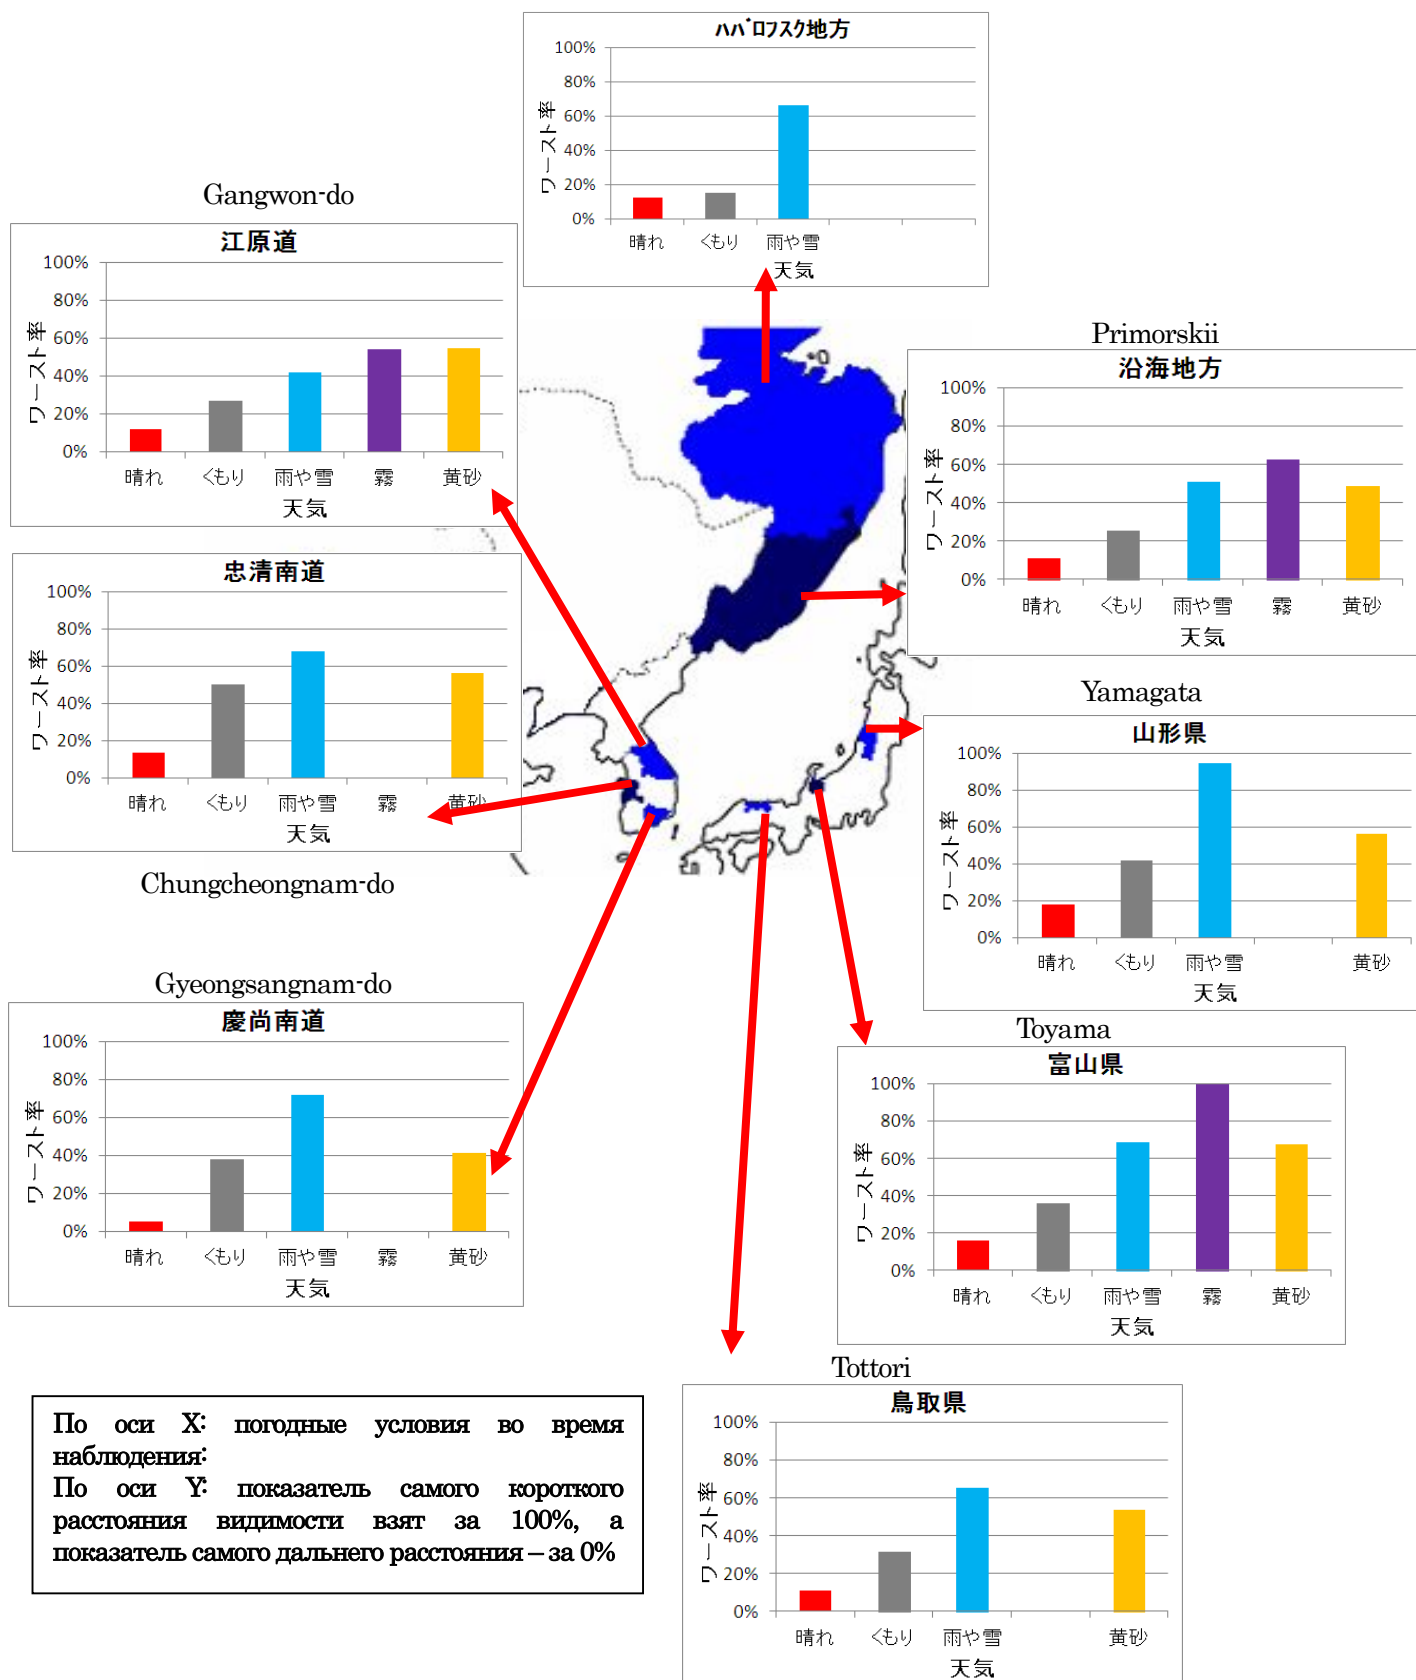 ﾊﾊﾞﾛﾌｽｸ地方
100%
80%
60%
40%
20%
0%
ワースト率
晴れ くもり 雨や雪
天気
Gangwon-do
江原道
100%
80%
60%
40%
20%
0%
ワースト率
晴れ くもり 雨や雪 霧 黄砂
天気
Primorskii
沿海地方
100%
80%
60%
40%
20%
0%
ワースト率
晴れ くもり 雨や雪 霧 黄砂
天気
忠清南道
100%
80%
60%
40%
20%
0%
ワースト率
晴れ くもり 雨や雪 霧 黄砂
天気
Chungcheongnam-do
Yamagata
山形県
100%
80%
60%
40%
20%
0%
ワースト率
晴れ くもり 雨や雪 黄砂
天気
Gyeongsangnam-do
慶尚南道
100%
80%
60%
40%
20%
0%
ワースト率
晴れ くもり 雨や雪 霧 黄砂
天気
Toyama
富山県
100%
80%
60%
40%
20%
0%
ワースト率
晴れ くもり 雨や雪 霧 黄砂
天気
Tottori
鳥取県
100%
80%
60%
40%
20%
0%
ワースト率
晴れ くもり 雨や雪 黄砂
天気
По оси X: погодные условия во время
наблюдения:
По оси Y: показатель самого короткого
расстояния видимости взят за 100%, а
показатель самого дальнего расстояния – за 0%